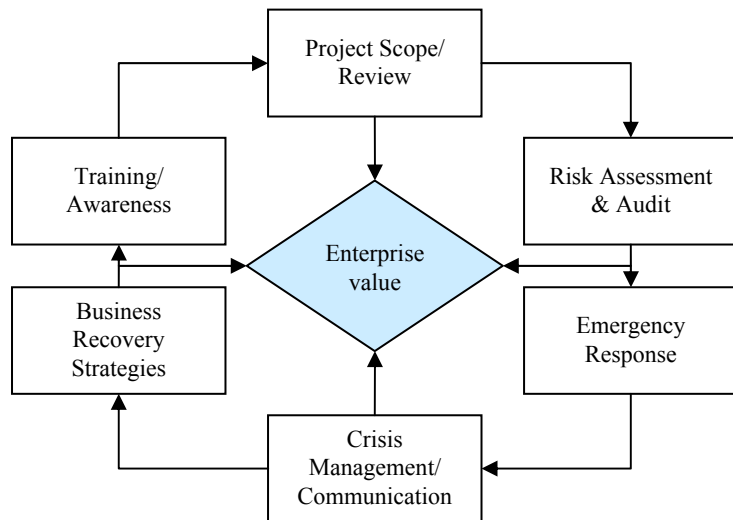 Project Scope/
Review
Training/
Awareness
Risk Assessment
& Audit
Enterprise
value
Business
Recovery
Strategies
Emergency
Response
Crisis
Management/
Communication